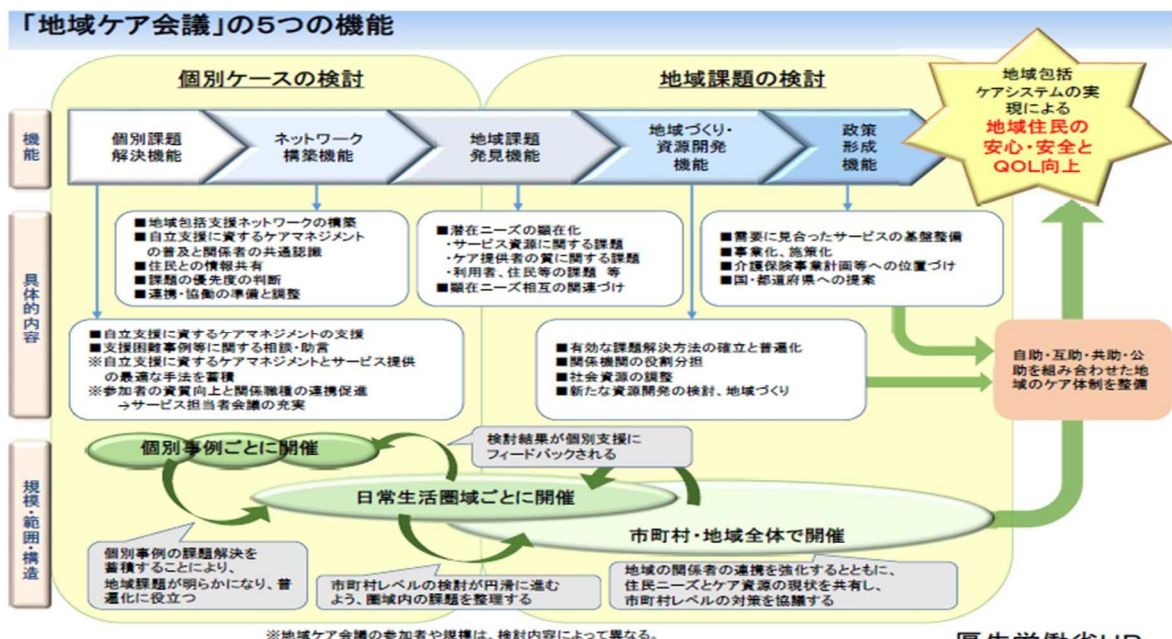 「地域ケア会議」の5つの機能
個別ケースの検討
地域課題の検討
地域包括
ケアシステムの実
現による
地域住民の
安心・安全と
QOL向上
機能
個別課題
解決機能
ネットワーク
構築機能
地域課題
発見機能
地域づくり・
資源開発
機能
政策
形成
機能
具体的内容
■地域包括支援ネットワークの構築
■自立支援に資するケアマネジメント
の普及と関係者の共通認識
■住民との情報共有
■課題の優先度の判断
■連携・協働の準備と調整
■潜在ニーズの顕在化
・サービス資源に関する課題
・ケア提供者の質に関する課題
・利用者、住民等の課題 等
■顕在ニーズ相互の関連づけ
■需要に見合ったサービスの基盤整備
■事業化、施策化
■介護保険事業計画等への位置づけ
■国・都道府県への提案
■自立支援に資するケアマネジメントの支援
■支援困難事例等に関する相談・助言
※自立支援に資するケアマネジメントとサービス提供
の最適な手法を蓄積
※参加者の資質向上と関係職種の連携促進
→サービス担当者会議の充実
■有効な課題解決方法の確立と普遍化
■関係機関の役割分担
■社会資源の調整
■新たな資源開発の検討、地域づくり
自助・互助・共助・公
助を組み合わせた地
域のケア体制を整備
規模・範囲・構造
個別事例ごとに開催
検討結果が個別支援に
フィードバックされる
日常生活圏域ごとに開催
市町村・地域全体で開催
個別事例の課題解決を
蓄積することにより、
地域課題が明らかになり、普
遍化に役立つ
市町村レベルの検討が円滑に進む
よう、圏域内の課題を整理する
地域の関係者の連携を強化するとともに、
住民ニーズとケア資源の現状を共有し、
市町村レベルの対策を協議する
※地域ケア会議の参加者や規模は、検討内容によって異なる。
厚生労働省HP